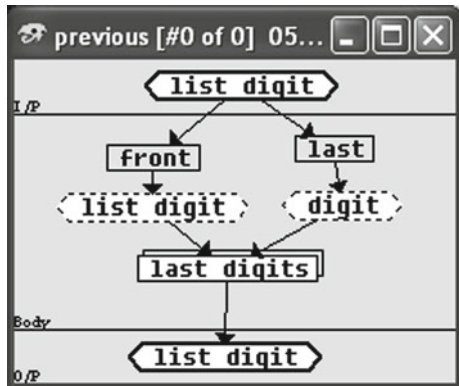 previous [#0 of 0] 05...
list digit
I/P
front
last
list digit
digit
last digits
Body
list digit
O/P